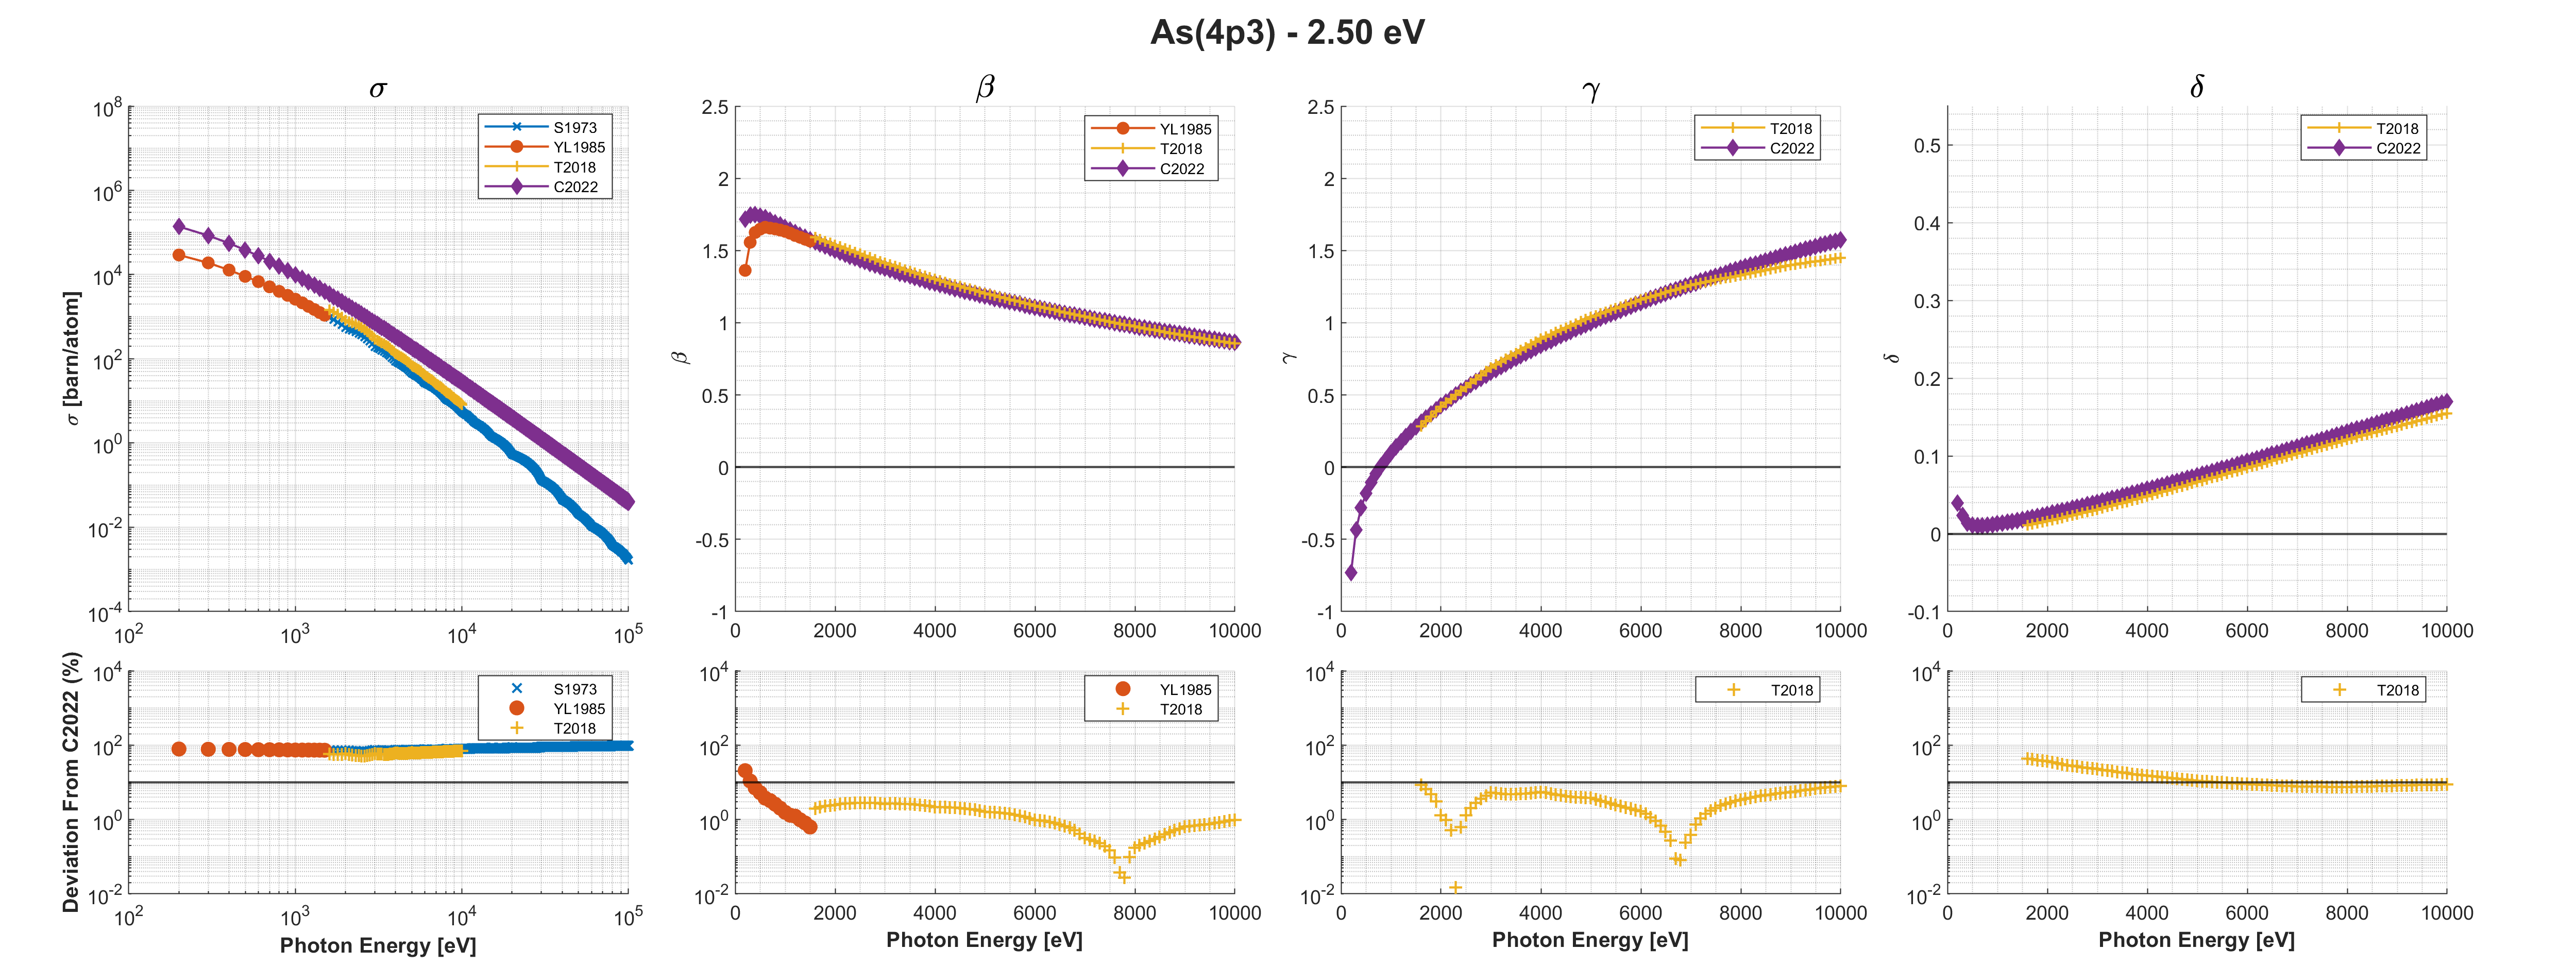 As(4p3) - 2.50 eV
σ
β
γ
δ
σ [barn/atom]
10^8
10^6
10^4
10^2
10^0
10^-2
10^-4
10^2
10^3
10^4
10^5
S1973
YL1985
T2018
C2022
β
2.5
2
1.5
1
0.5
0
-0.5
-1
0
2000
4000
6000
8000
10000
YL1985
T2018
C2022
γ
2.5
2
1.5
1
0.5
0
-0.5
-1
0
2000
4000
6000
8000
10000
T2018
C2022
δ
0.5
0.4
0.3
0.2
0.1
0
-0.1
0
2000
4000
6000
8000
10000
T2018
C2022
Deviation From C2022 (%)
10^4
10^2
10^0
10^-2
10^2
10^3
10^4
10^5
S1973
YL1985
T2018
Photon Energy [eV]
10^4
10^2
10^0
10^-2
0
2000
4000
6000
8000
10000
YL1985
T2018
Photon Energy [eV]
10^4
10^2
10^0
10^-2
0
2000
4000
6000
8000
10000
T2018
Photon Energy [eV]
10^4
10^2
10^0
10^-2
0
2000
4000
6000
8000
10000
T2018
Photon Energy [eV]